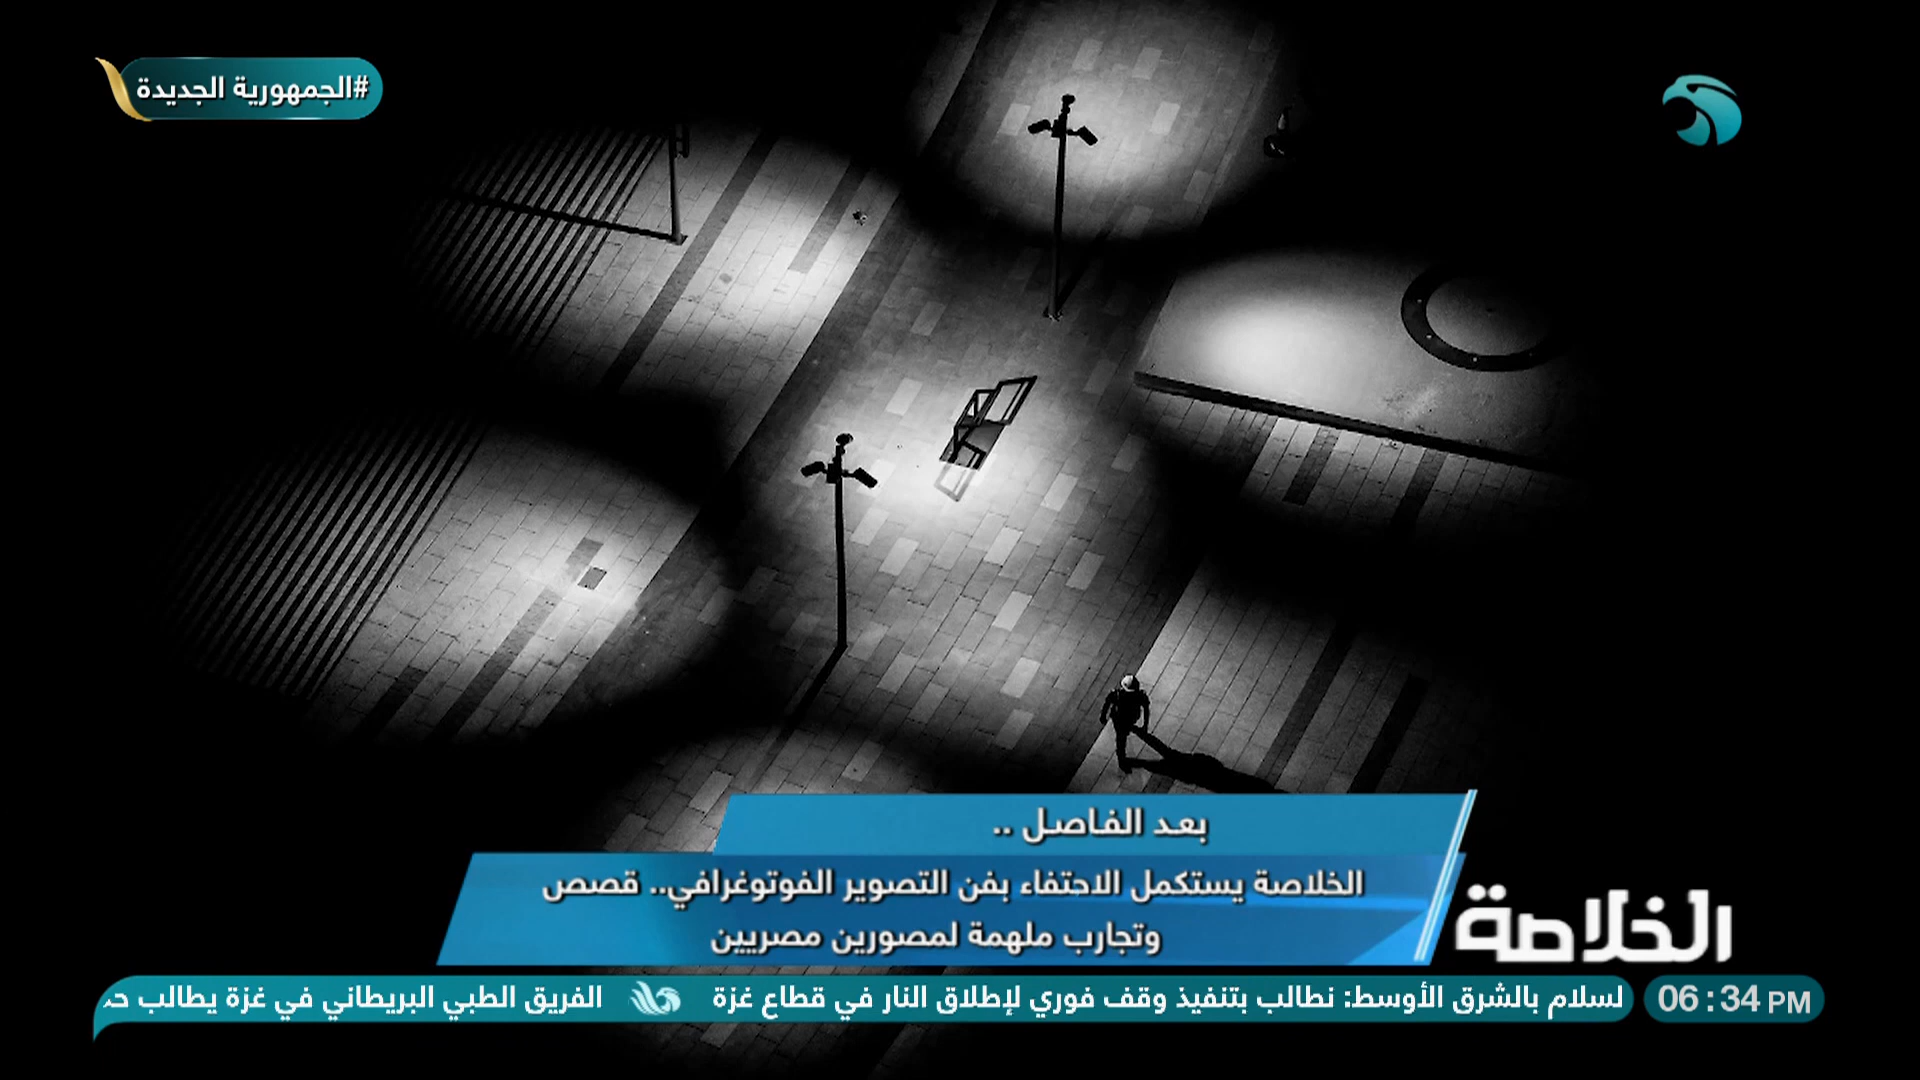 #الجمهورية الجديدة
بعد الفاصل ..
الخلاصة يستكمل الاحتفاء بفن التصوير الفوتوغرافي.. قصص
وتجارب ملهمة لمصورين مصريين
الخلاصة
لسلام بالشرق الأوسط: نطالب بتنفيذ وقف فوري لإطلاق النار في قطاع غزة
الفريق الطبي البريطاني في غزة يطالب
06:34 PM